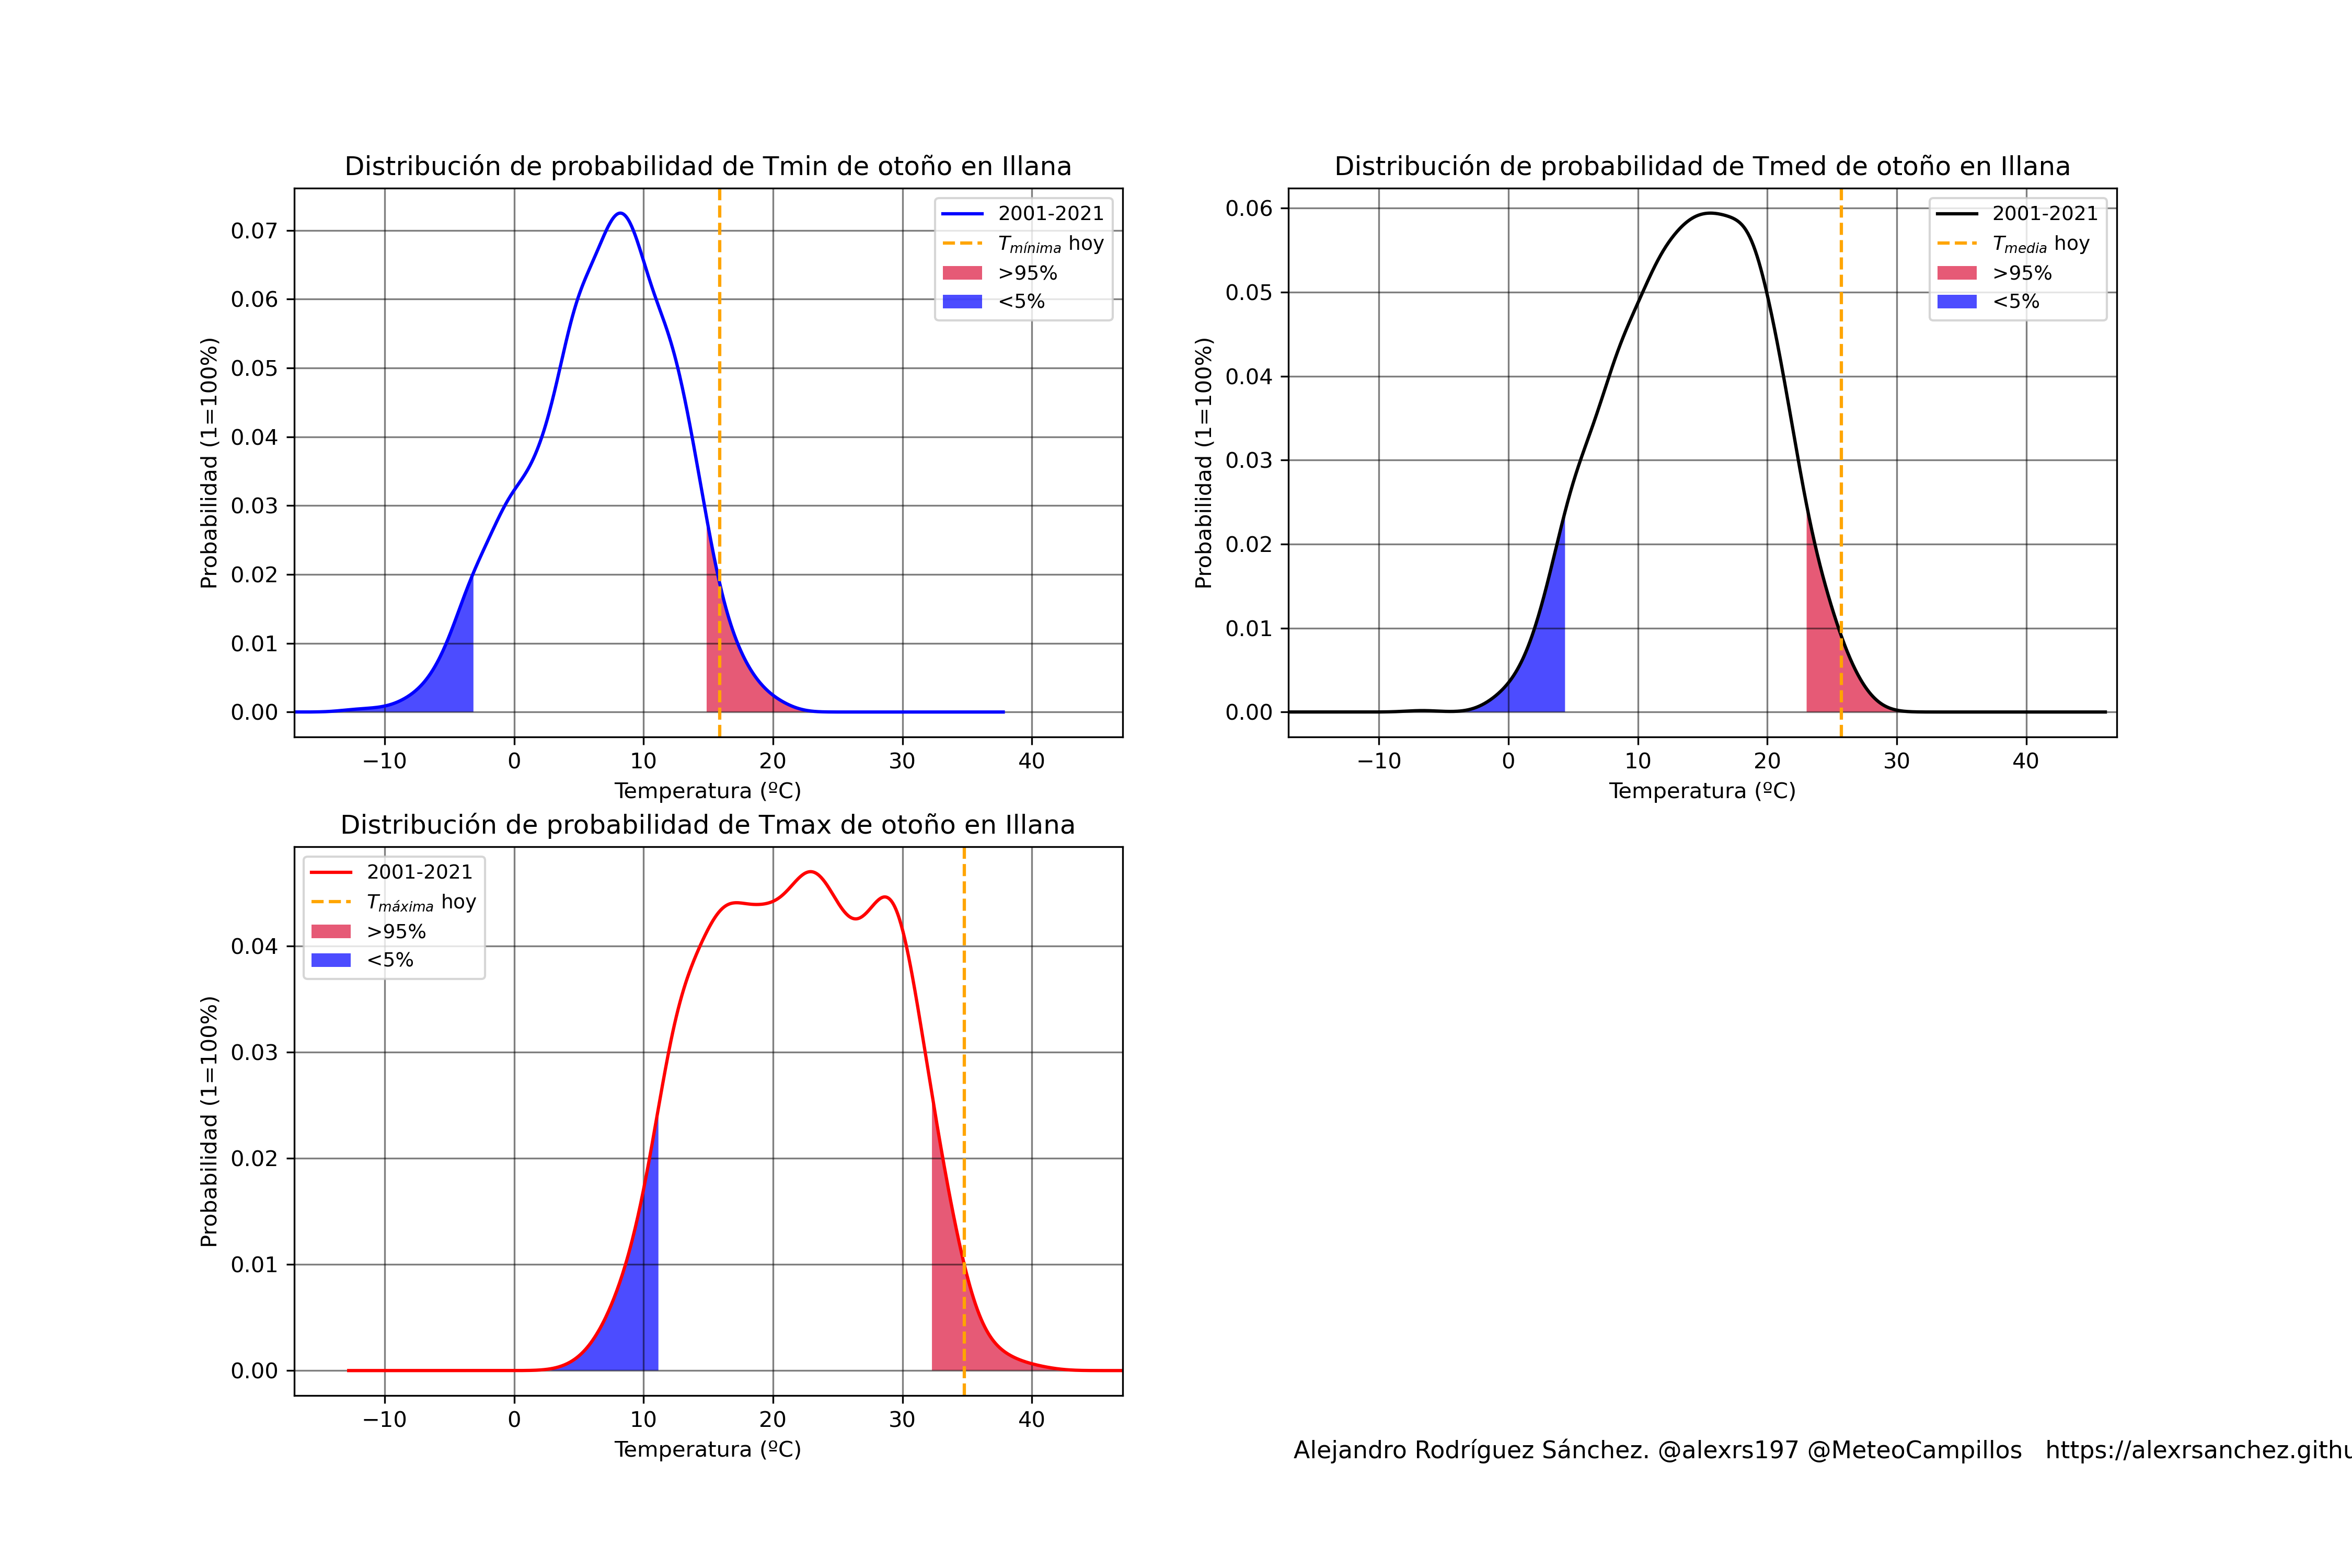 Distribución de probabilidad de Tmin de otoño en Illana
Probabilidad (1=100%)
0.07
0.06
0.05
0.04
0.03
0.02
0.01
0.00
2001-2021
Tmínima hoy
>95%
<5%
−10 0 10 20 30 40
Temperatura (ºC)
Distribución de probabilidad de Tmed de otoño en Illana
Probabilidad (1=100%)
0.06
0.05
0.04
0.03
0.02
0.01
0.00
2001-2021
Tmedia hoy
>95%
<5%
−10 0 10 20 30 40
Temperatura (ºC)
Distribución de probabilidad de Tmax de otoño en Illana
Probabilidad (1=100%)
2001-2021
Tmáxima hoy
>95%
<5%
0.04
0.03
0.02
0.01
0.00
−10 0 10 20 30 40
Temperatura (ºC)
Alejandro Rodríguez Sánchez. @alexrs197 @MeteoCampillos https://alexrsanchez.githu